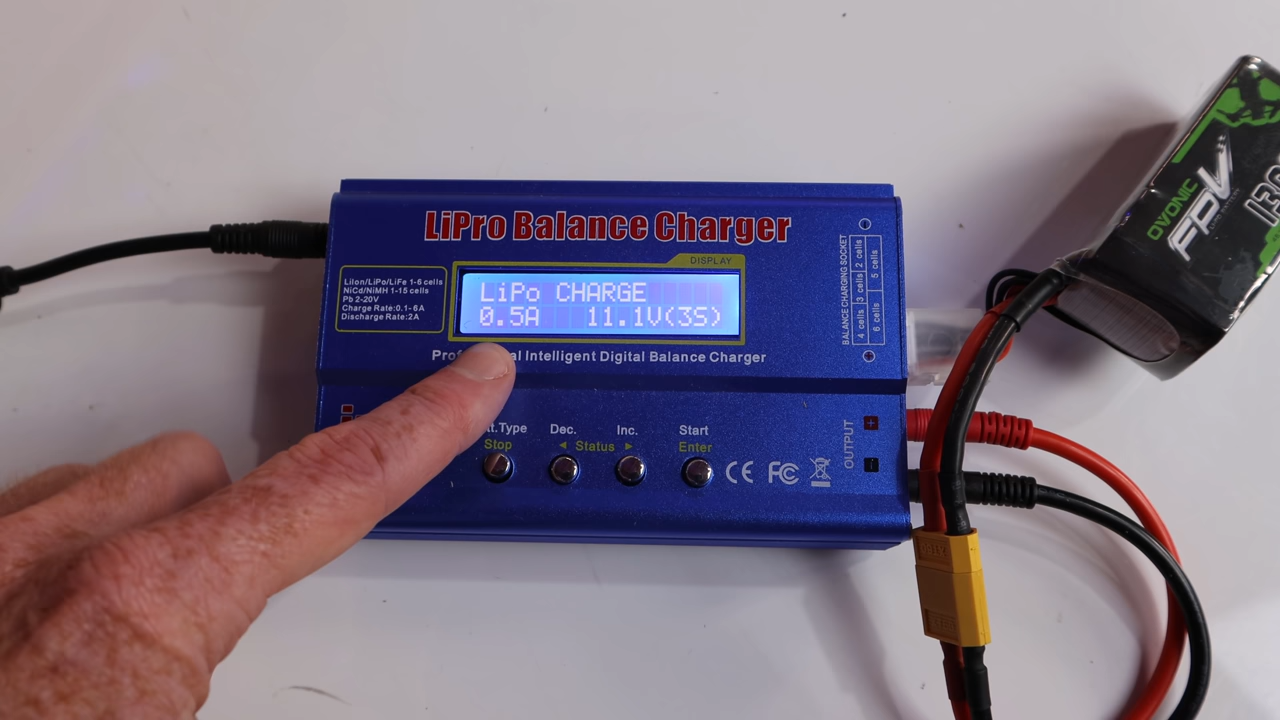 LiPro Balance Charger
DISPLAY
LiIon/LiPo/LiFe 1-6 cells
NiCd/NiMH 1-15 cells
Pb 2-20V
Charge Rate:0.1-6A
Discharge Rate:2A
LiPo CHARGE
0.5A 11.1V(3S)
Intelligent Digital Balance Charger
BALANCE CHARGING SOCKET
2 cells
3 cells
4 cells
5 cells
6 cells
Stop
Dec.
Inc.
Status
Start
Enter
CE FC
OUTPUT
+
-
OVONIC
FPV